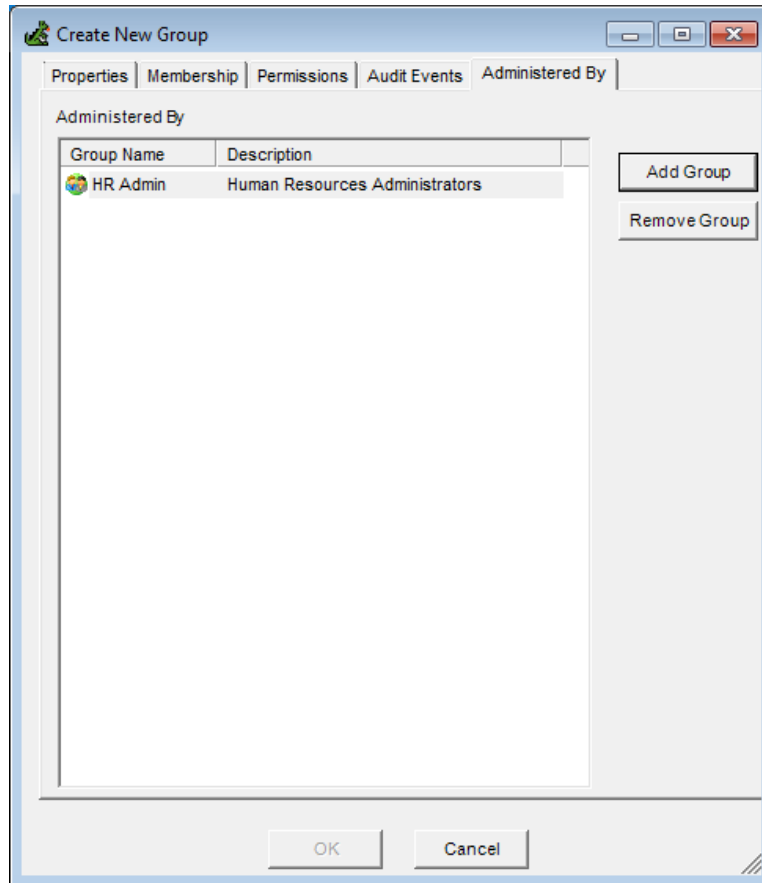 Create New Group
Properties Membership Permissions Audit Events Administered By
Administered By
Group Name Description
HR Admin Human Resources Administrators
Add Group
Remove Group
OK Cancel